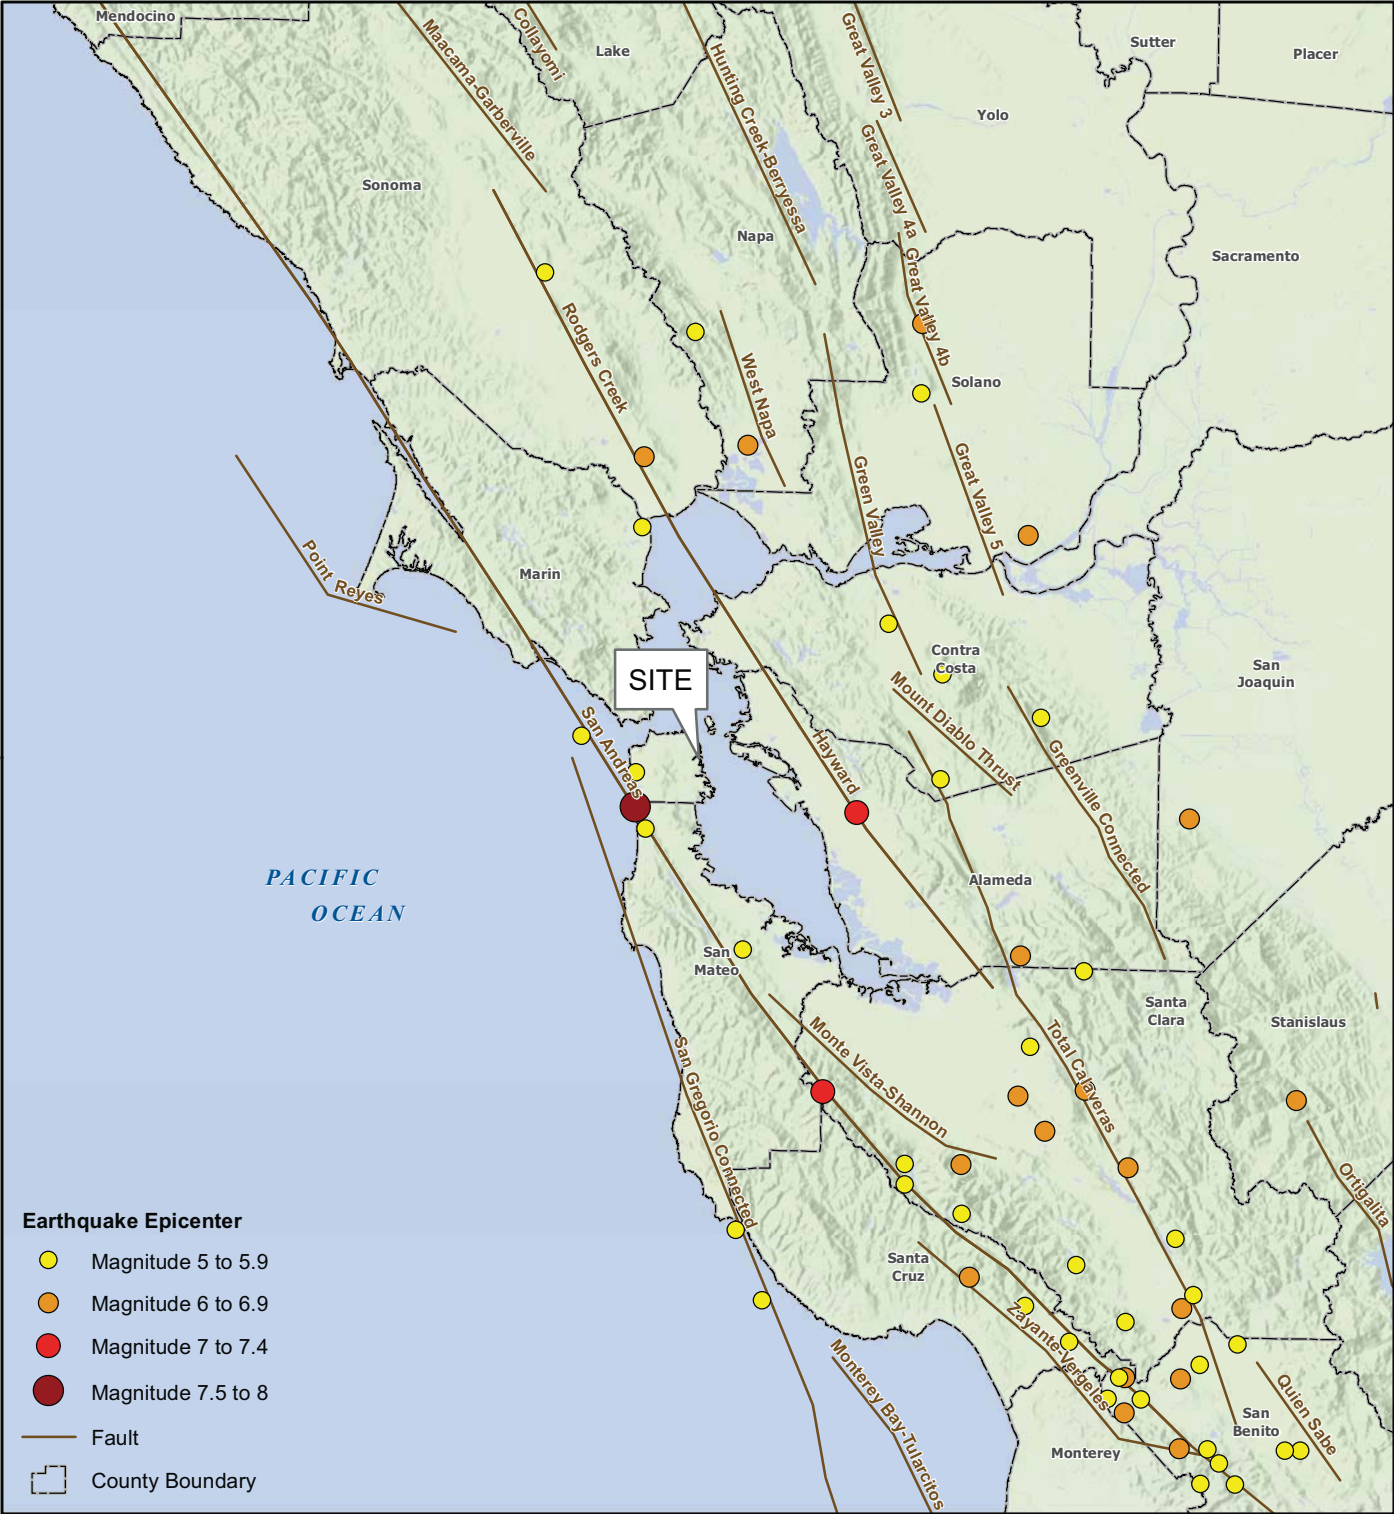 Mendocino
Collayomi
Lake
Maacama-Garberville
Hunting Creek-Berryessa
Great Valley 3
Sutter
Placer
Yolo
Great Valley 4a
Sonoma
Napa
Sacramento
Great Valley 4b
Rodgers Creek
West Napa
Solano
Green Valley
Great Valley 5
Point Reyes
Marin
Contra
Costa
San
Joaquin
SITE
Mount Diablo Thrust
San Andreas
Hayward
Greenville Connected
PACIFIC
OCEAN
Alameda
San
Mateo
Santa
Clara
Stanislaus
Monte Vista-Shannon
Total Calaveras
San Gregorio Connected
Ortigalita
Santa
Cruz
Zayante-Vergeles
Monterey Bay-Tularcitos
Quien Sabe
San
Benito
Monterey
Earthquake Epicenter
Magnitude 5 to 5.9
Magnitude 6 to 6.9
Magnitude 7 to 7.4
Magnitude 7.5 to 8
Fault
County Boundary